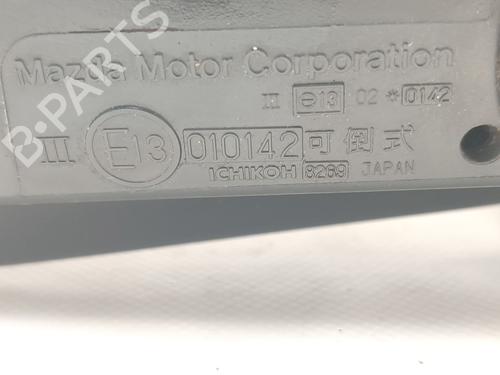 B-PARTS
Mazda Motor Corporation
II e13 02 *0142
III E13 010142 可倒式
ICHIKOH 8269 JAPAN